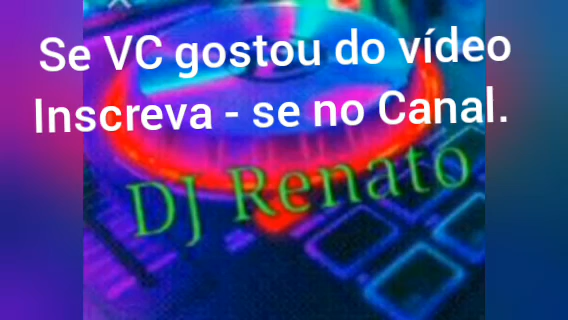 Se VC gostou do vídeo
Inscreva - se no Canal.
DJ Renato